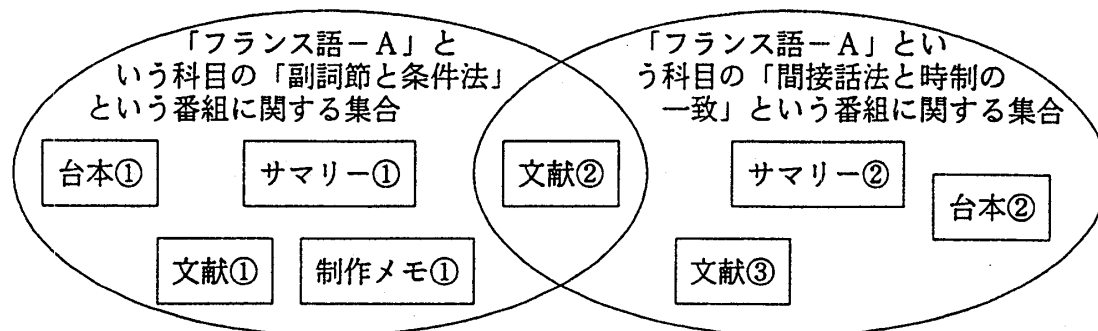 「フランス語－A」と
いう科目の「副詞節と条件法」
という番組に関する集合
「フランス語－A」とい
う科目の「間接話法と時制の
一致」という番組に関する集合
台本①
サマリー①
文献②
サマリー②
台本②
文献①
制作メモ①
文献③